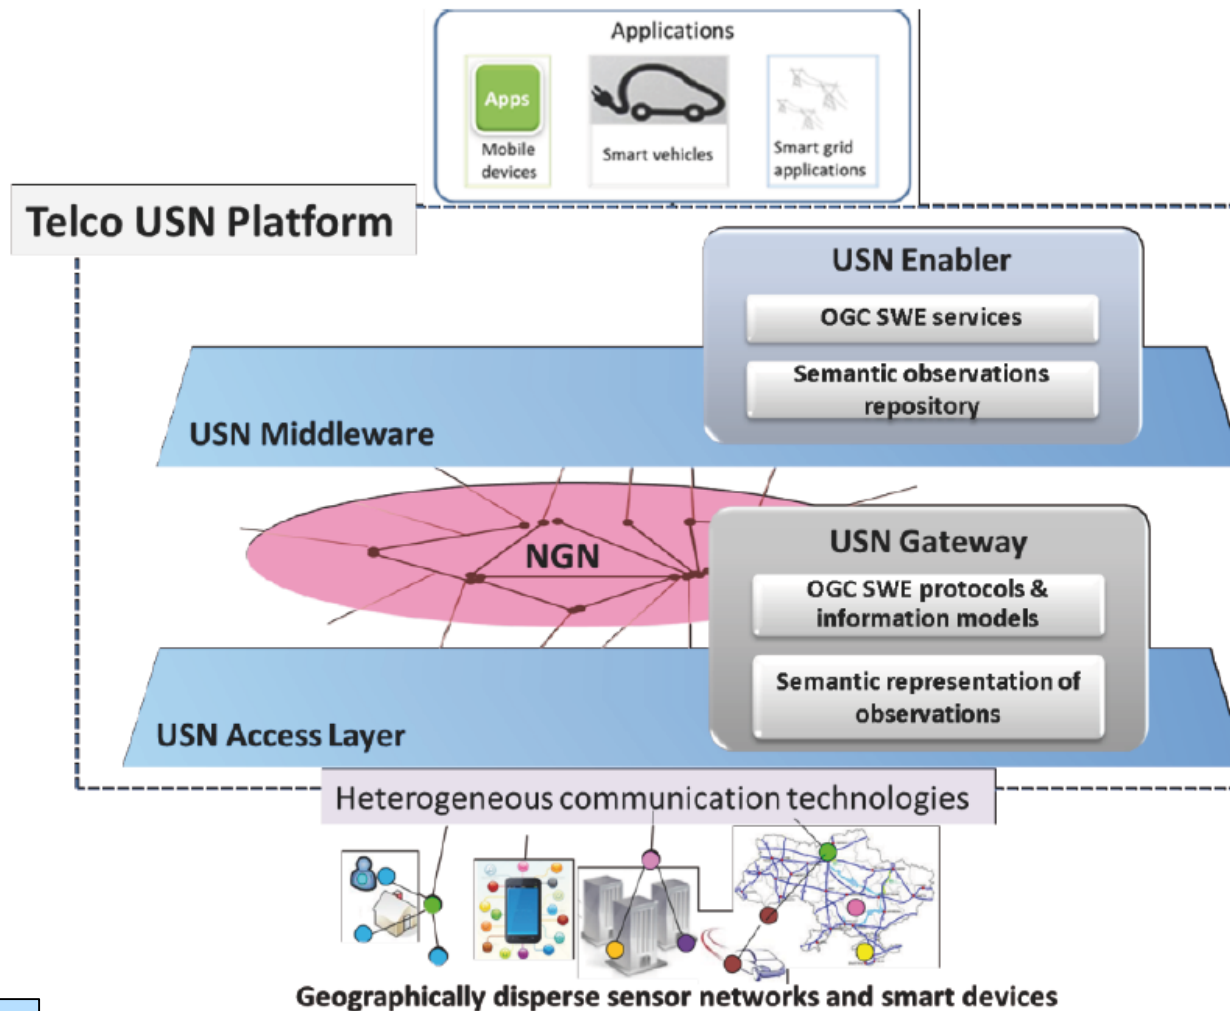 Applications
Apps
Mobile
devices
Smart vehicles
Smart grid
applications
Telco USN Platform
USN Enabler
OGC SWE services
Semantic observations
repository
USN Middleware
NGN
USN Gateway
OGC SWE protocols &
information models
Semantic representation of
observations
USN Access Layer
Heterogeneous communication technologies
Geographically disperse sensor networks and smart devices